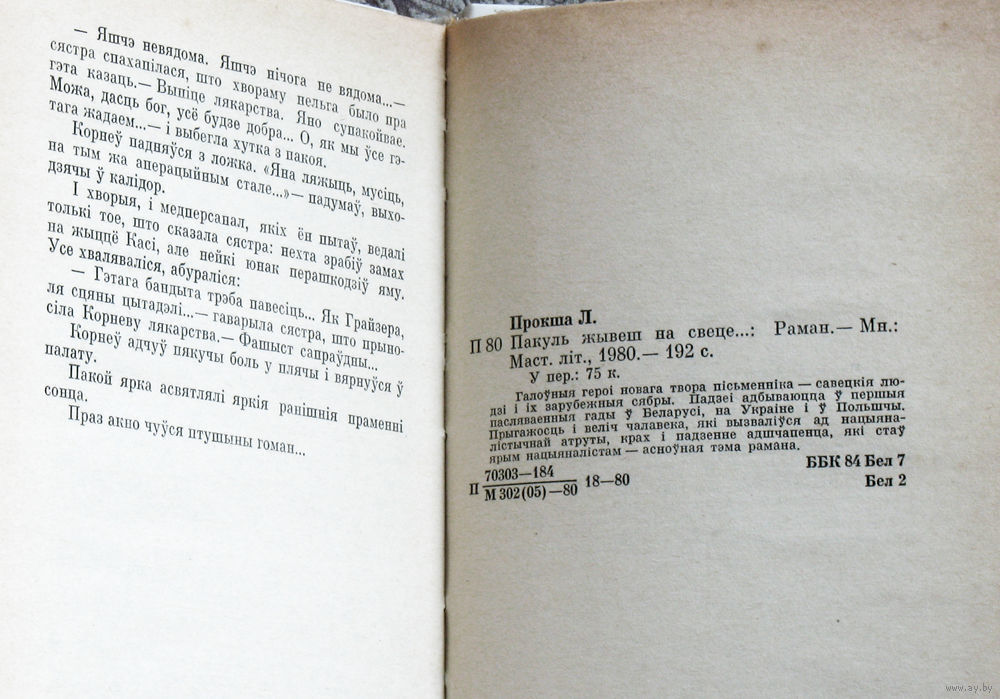 — Яшчэ невядома. Яшчэ нічога не вядома...—
сястра спахапілася, што хвораму нельга было пра
гэта казаць.— Выпіце лякарства. Яно супакойвае.
Можа, дасць бог, усё будзе добра... О, як мы ўсе гэ-
тага жадаем...— і выбегла хутка з пакоя.
Корнеў падняўся з ложка. «Яна ляжыць, мусіць,
на тым жа аперацыйным стале...»— падумаў, выхо-
дзячы ў калідор.
І хворыя, і медперсанал, якіх ён пытаў, ведалі
толькі тое, што сказала сястра: нехта зрабіў замах
на жыццё Касі, але нейкі юнак перашкодзіў яму.
Усе хваляваліся, абураліся:
— Гэтага бандыта трэба павесіць... Як Грайзера,
ля сцяны цытадэлі...— гаварыла сястра, што прыно-
сіла Корневу лякарства.— Фашыст сапраўдны...
Корнеў адчуў пякучы боль у плячы і вярнуўся ў
палату.
Пакой ярка асвятлялі яркія ранішнія праменні
сонца.
Праз акно чуўся птушыны гоман...
Прокша Л.
П 80 Пакуль жывеш на свеце...: Раман.— Мн.:
Маст. літ., 1980.— 192 с.
У пер.: 75 к.
Галоўныя героі новага твора пісьменніка — савецкія лю-
дзі і іх зарубежныя сябры. Падзеі адбываюцца ў першыя
пасляваенныя гады ў Беларусі, на Украіне і ў Польшчы.
Прыгажосць і веліч чалавека, які вызваліўся ад нацыяна-
лістычнай атруты, крах і падзенне адшчапенца, які стаў
ярым нацыяналістам — асноўная тэма рамана.
П 70303—184
М 302(05)—80 18—80
ББК 84 Бел 7
Бел 2
www.ay.by